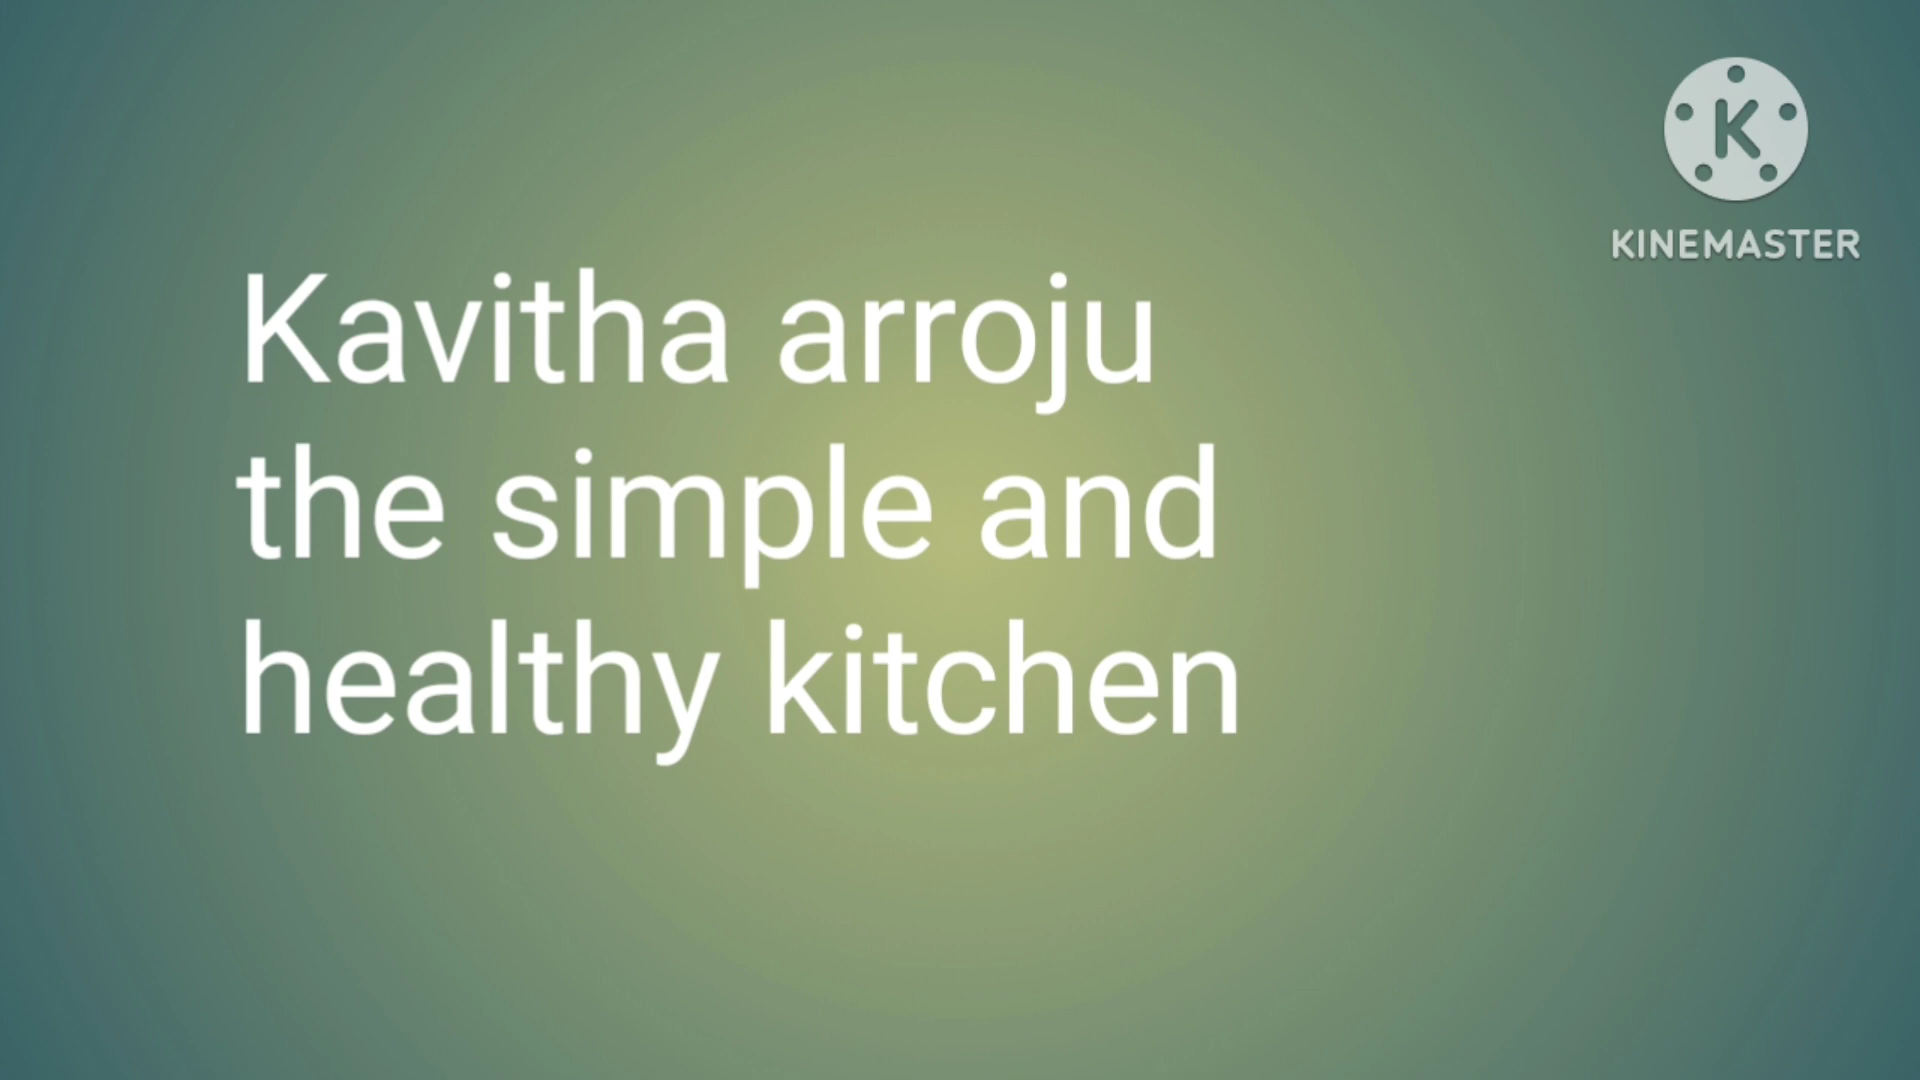 K
KINEMASTER
Kavitha arroju
the simple and
healthy kitchen